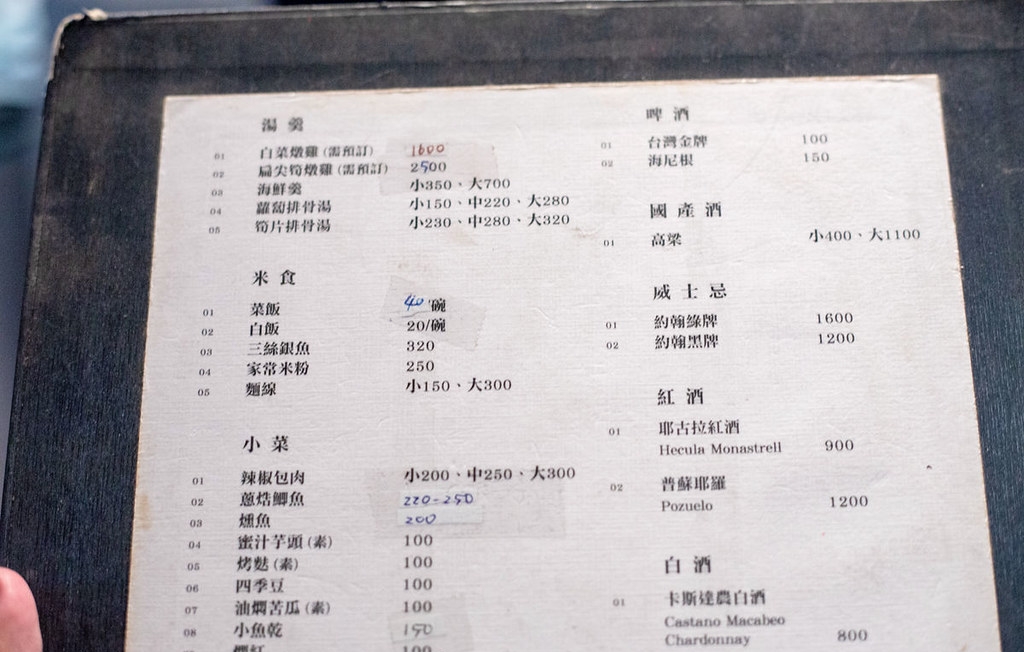 湯羹
01 白菜燉雞(需預訂) 1600
02 扁尖筍燉雞(需預訂) 2500
03 海鮮羹 小350、大700
04 蘿蔔排骨湯 小150、中220、大280
05 筍片排骨湯 小230、中280、大320
米食
01 菜飯 40/碗
02 白飯 20/碗
03 三絲銀魚 320
04 家常米粉 250
05 麵線 小150、大300
小菜
01 辣椒包肉 小200、中250、大300
02 蔥焅鯽魚 220-250
03 燻魚 200
04 蜜汁芋頭(素) 100
05 烤麩(素) 100
06 四季豆 100
07 油燜苦瓜(素) 100
08 小魚乾 150
100
啤酒
01 台灣金牌 100
02 海尼根 150
國產酒
01 高梁 小400、大1100
威士忌
01 約翰綠牌 1600
02 約翰黑牌 1200
紅酒
01 耶古拉紅酒
Hecula Monastrell 900
02 普蘇耶羅
Pozuelo 1200
白酒
01 卡斯達農白酒
Castano Macabeo
Chardonnay 800